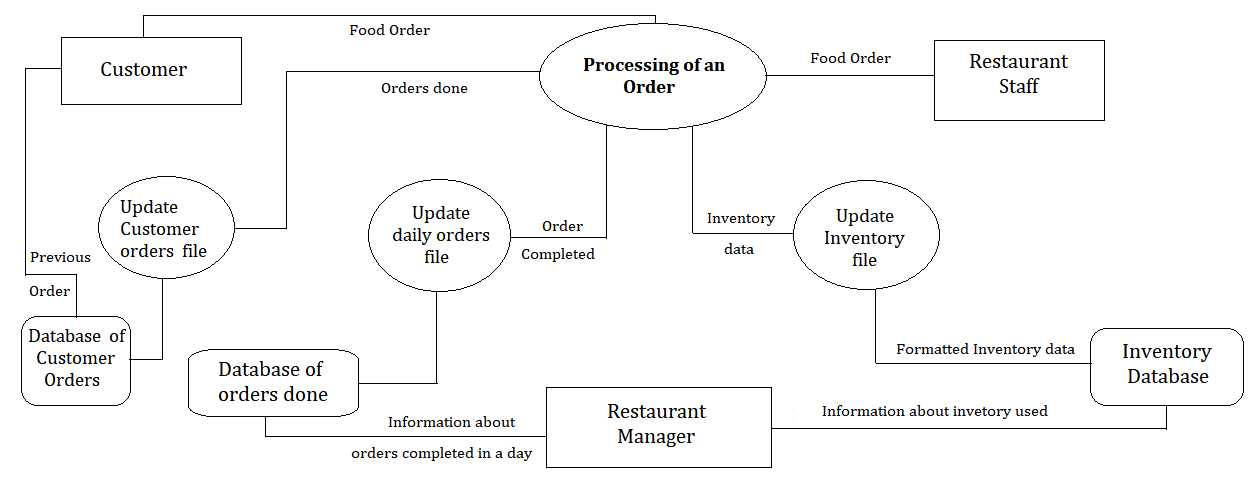 Food Order
Customer
Processing of an
Order
Food Order
Restaurant
Staff
Orders done
Update
Customer
orders file
Update
daily orders
file
Order
Completed
Inventory
data
Update
Inventory
file
Previous
Order
Database of
Customer
Orders
Database of
orders done
Formatted Inventory data
Inventory
Database
Information about
orders completed in a day
Restaurant
Manager
Information about invetory used